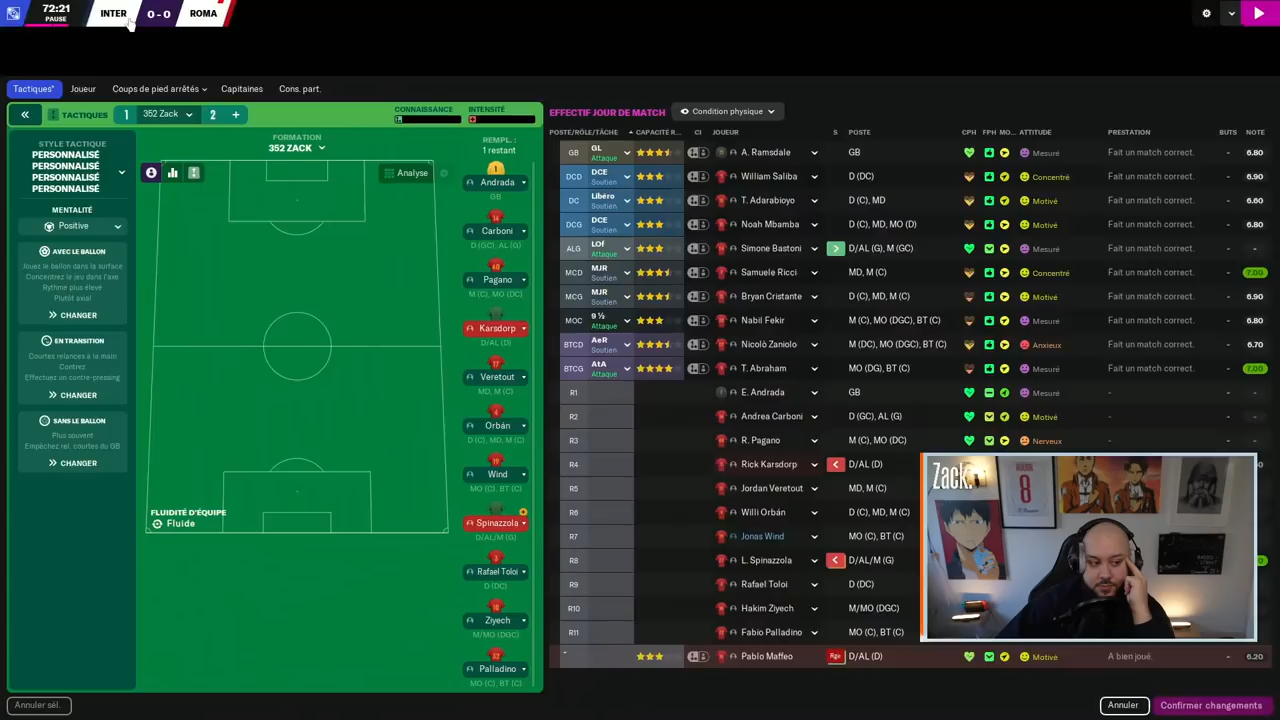 72:21
PAUSE
INTER
0 - 0
ROMA
Tactiques*
Joueur
Coups de pied arrêtés
Capitaines
Cons. part.
TACTIQUES
1
352 Zack
2
+
CONNAISSANCE
INTENSITÉ
STYLE TACTIQUE
PERSONNALISÉ
PERSONNALISÉ
PERSONNALISÉ
PERSONNALISÉ
MENTALITÉ
Positive
AVEC LE BALLON
Jouez le ballon dans la surface
Concentrez le jeu dans l'axe
Rythme plus élevé
Plutôt axial
CHANGER
EN TRANSITION
Courtes relances à la main
Contrez
Effectuez un contre-pressing
CHANGER
SANS LE BALLON
Plus souvent
Empêchez rel. courtes du GB
CHANGER
FORMATION
352 ZACK
Analyse
FLUIDITÉ D'ÉQUIPE
Fluide
REMPL. :
1 restant
1
Andrada
GB
14
Carboni
D (GC), AL (G)
40
Pagano
M (C), MO (DC)
Karsdorp
D/AL (D)
17
Veretout
MD, M (C)
4
Orbán
D (C), MD, M (C)
19
Wind
MO (C), BT (C)
Spinazzola
D/AL/M (G)
3
Rafael Toloi
D (DC)
10
Ziyech
M/MO (DGC)
52
Palladino
MO (C), BT (C)
EFFECTIF JOUR DE MATCH
Condition physique
POSTE/RÔLE/TÂCHE CAPACITÉ R... CI JOUEUR S POSTE CPH FPH MO... ATTITUDE PRESTATION BUTS NOTE
GB GL Attaque A. Ramsdale GB Mesuré Fait un match correct. - 6.80
DCD DCE Soutien William Saliba D (DC) Concentré Fait un match correct. - 6.90
DC Libéro Soutien T. Adarabioyo D (C), MD Motivé Fait un match correct. - 6.60
DCG DCE Soutien Noah Mbamba D (C), MD, MO (D) Motivé Fait un match correct. - 6.80
ALG LOf Attaque Simone Bastoni D/AL (G), M (GC) Mesuré Fait un match correct. - -
MCD MJR Soutien Samuele Ricci MD, M (C) Concentré Fait un match correct. - 7.00
MCG MJR Soutien Bryan Cristante D (C), MD, M (C) Motivé Fait un match correct. - 6.90
MOC 9 ½ Attaque Nabil Fekir M (C), MO (DGC), BT (C) Mesuré Fait un match correct. - 6.80
BTCD AeR Soutien Nicolò Zaniolo M (DC), MO (DGC), BT (C) Anxieux Fait un match correct. - 6.70
BTCG AtA Attaque T. Abraham MO (DG), BT (C) Motivé Fait un match correct. - 7.00
R1 E. Andrada GB Mesuré - - -
R2 Andrea Carboni D (GC), AL (G) Motivé - - -
R3 R. Pagano M (C), MO (DC) Nerveux - - -
R4 Rick Karsdorp D/AL (D)
R5 Jordan Veretout MD, M (C)
R6 Willi Orbán D (C), MD, M (C)
R7 Jonas Wind MO (C), BT (C)
R8 L. Spinazzola D/AL/M (G)
R9 Rafael Toloi D (DC)
R10 Hakim Ziyech M/MO (DGC)
R11 Fabio Palladino MO (C), BT (C)
- Pablo Maffeo Rge D/AL (D) Motivé A bien joué. - 6.20
Zack.
8
Annuler sél.
Annuler
Confirmer changements